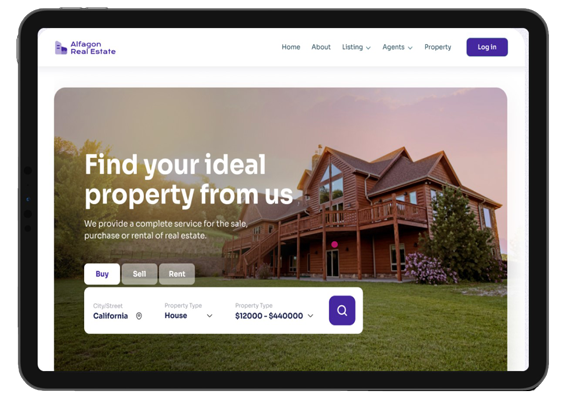 Alfagon
Real Estate
Home About Listing Agents Property Log In
Find your ideal
property from us
We provide a complete service for the sale,
purchase or rental of real estate.
Buy Sell Rent
City/Street Property Type Property Type
California House $12000 - $440000